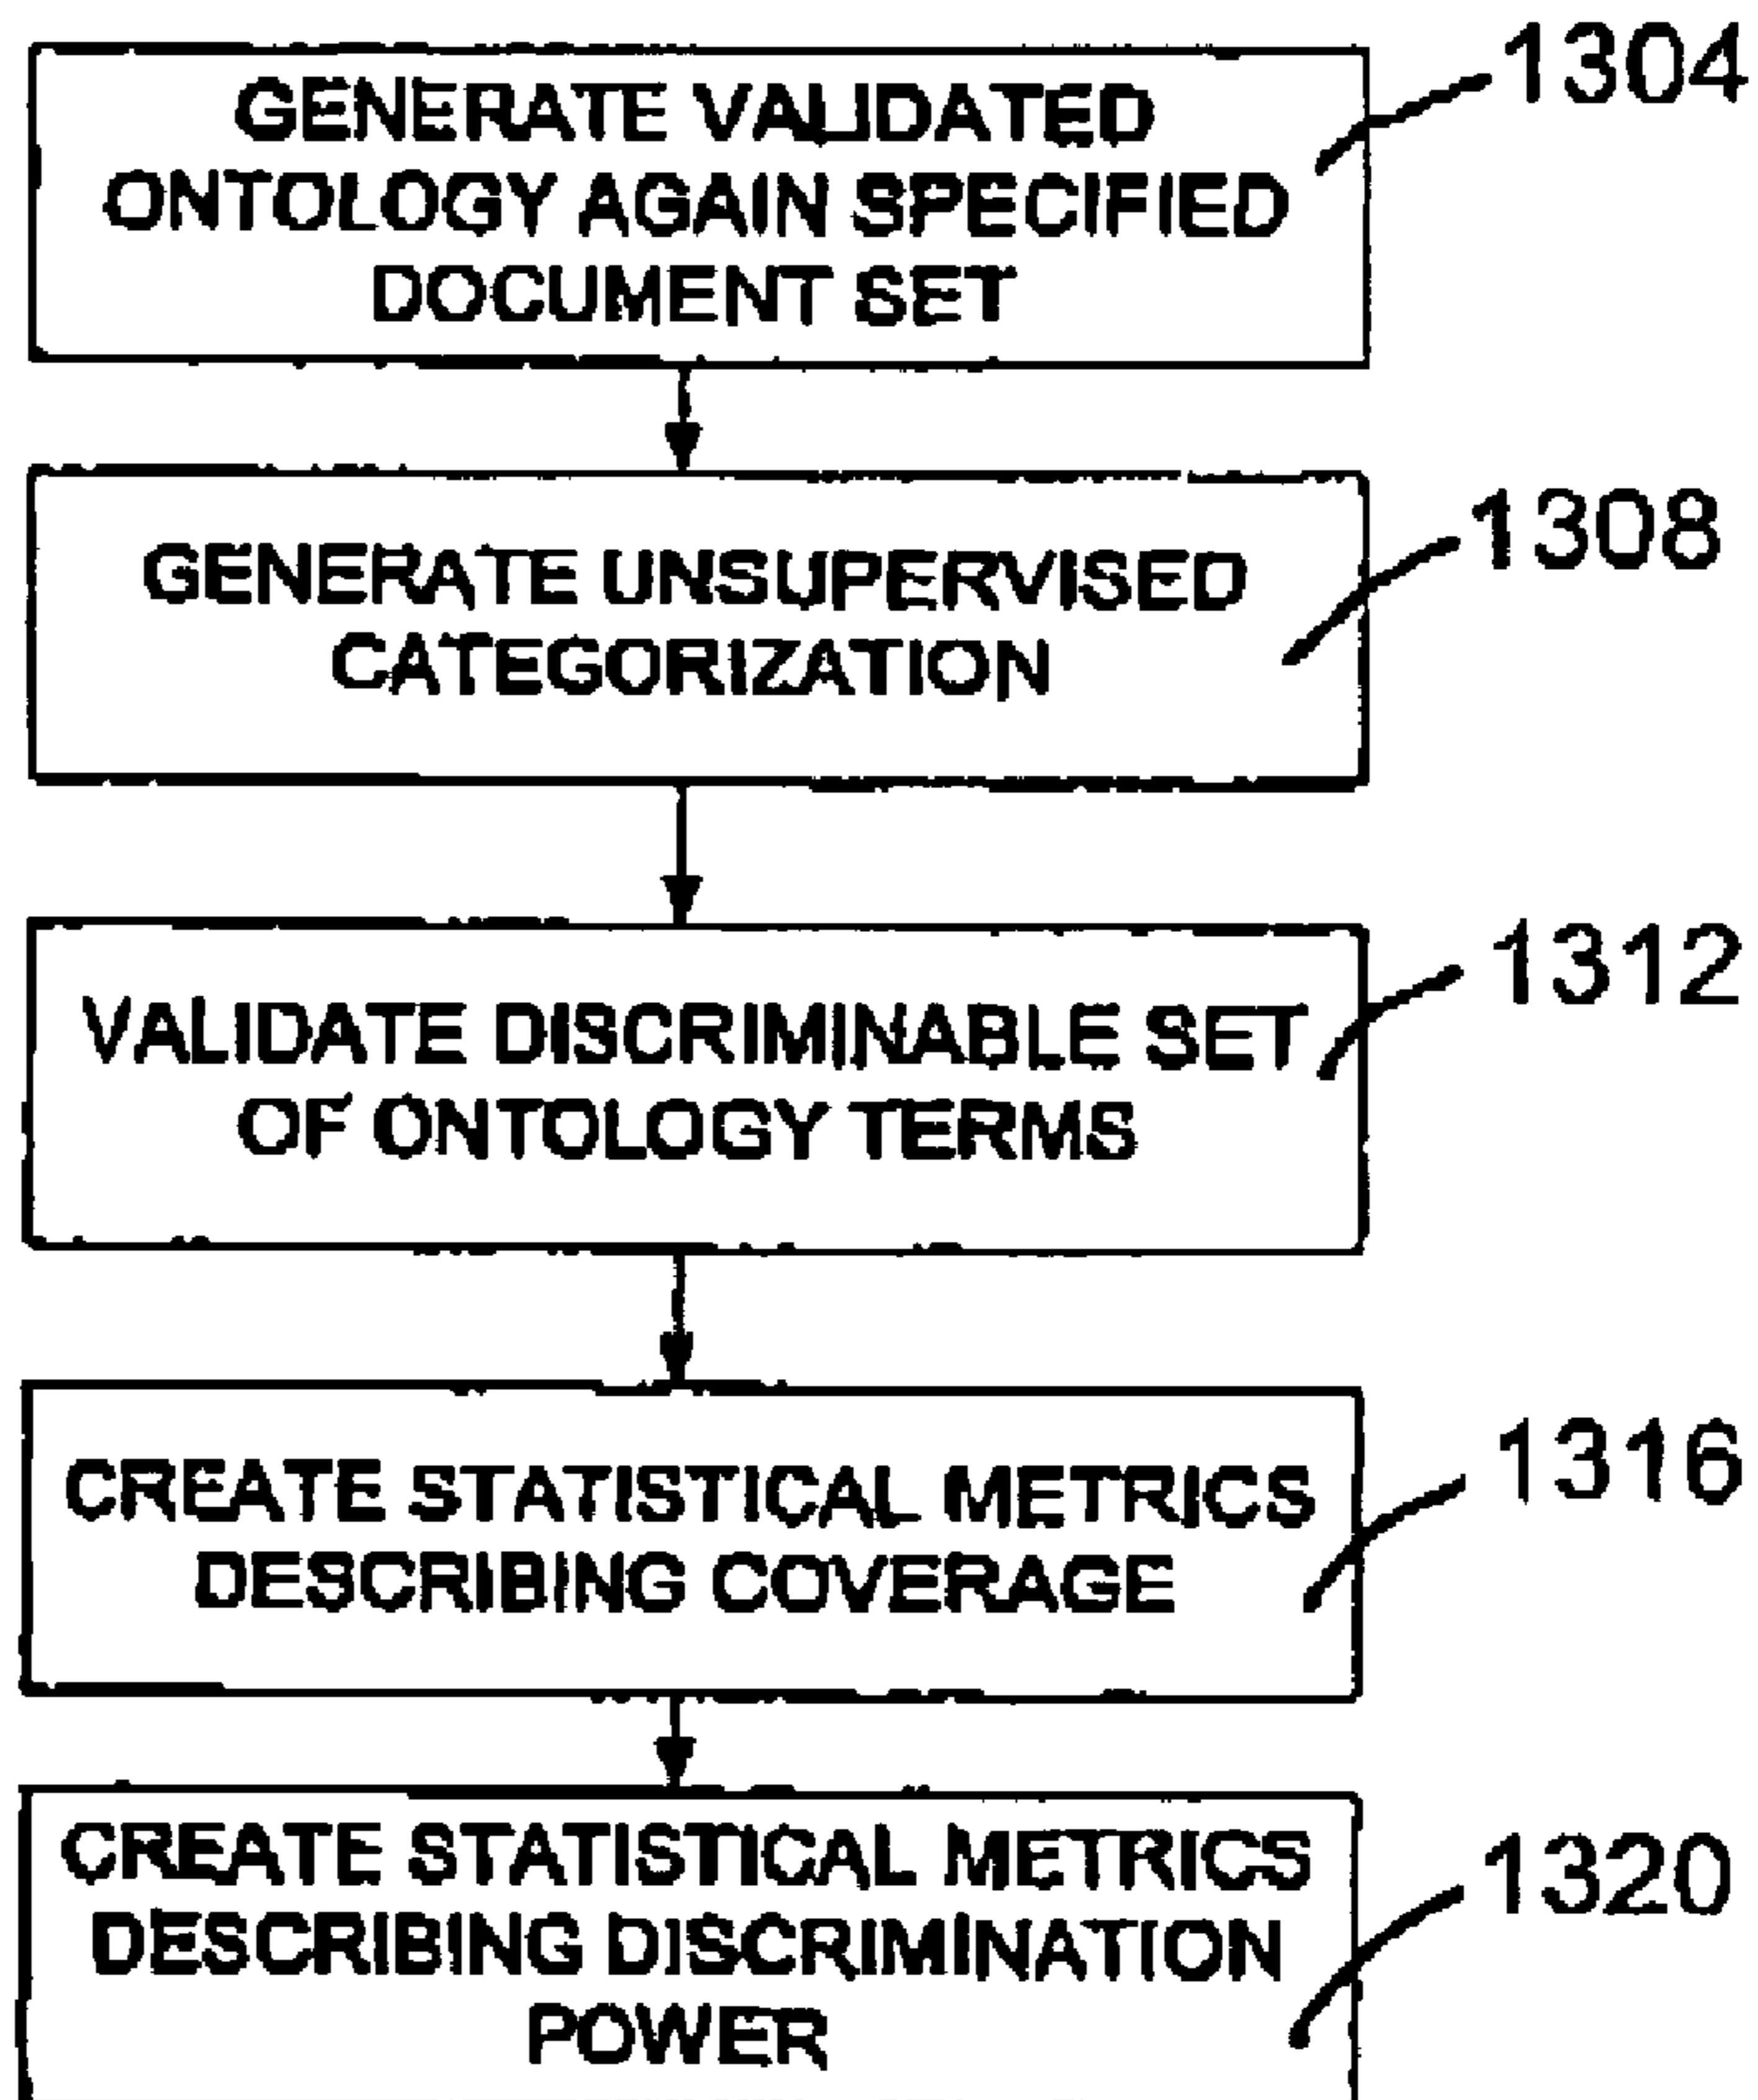 1304
GENERATE VALIDATED
ONTOLOGY AGAIN SPECIFIED
DOCUMENT SET
1308
GENERATE UNSUPERVISED
CATEGORIZATION
1312
VALIDATE DISCRIMINABLE SET
OF ONTOLOGY TERMS
1316
CREATE STATISTICAL METRICS
DESCRIBING COVERAGE
1320
CREATE STATISTICAL METRICS
DESCRIBING DISCRIMINATION
POWER